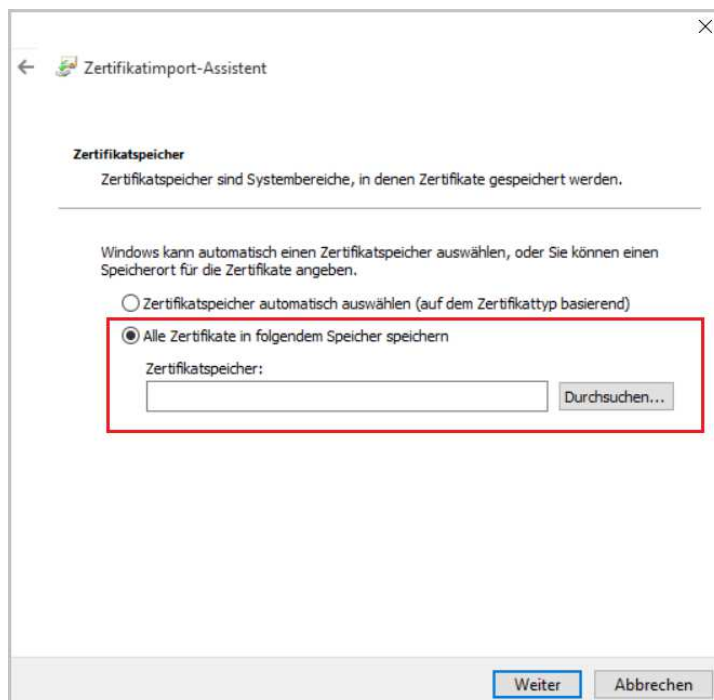 Zertifikatimport-Assistent
Zertifikatspeicher
Zertifikatspeicher sind Systembereiche, in denen Zertifikate gespeichert werden.
Windows kann automatisch einen Zertifikatspeicher auswählen, oder Sie können einen
Speicherort für die Zertifikate angeben.
Zertifikatspeicher automatisch auswählen (auf dem Zertifikattyp basierend)
Alle Zertifikate in folgendem Speicher speichern
Zertifikatspeicher:
Durchsuchen...
Weiter Abbrechen